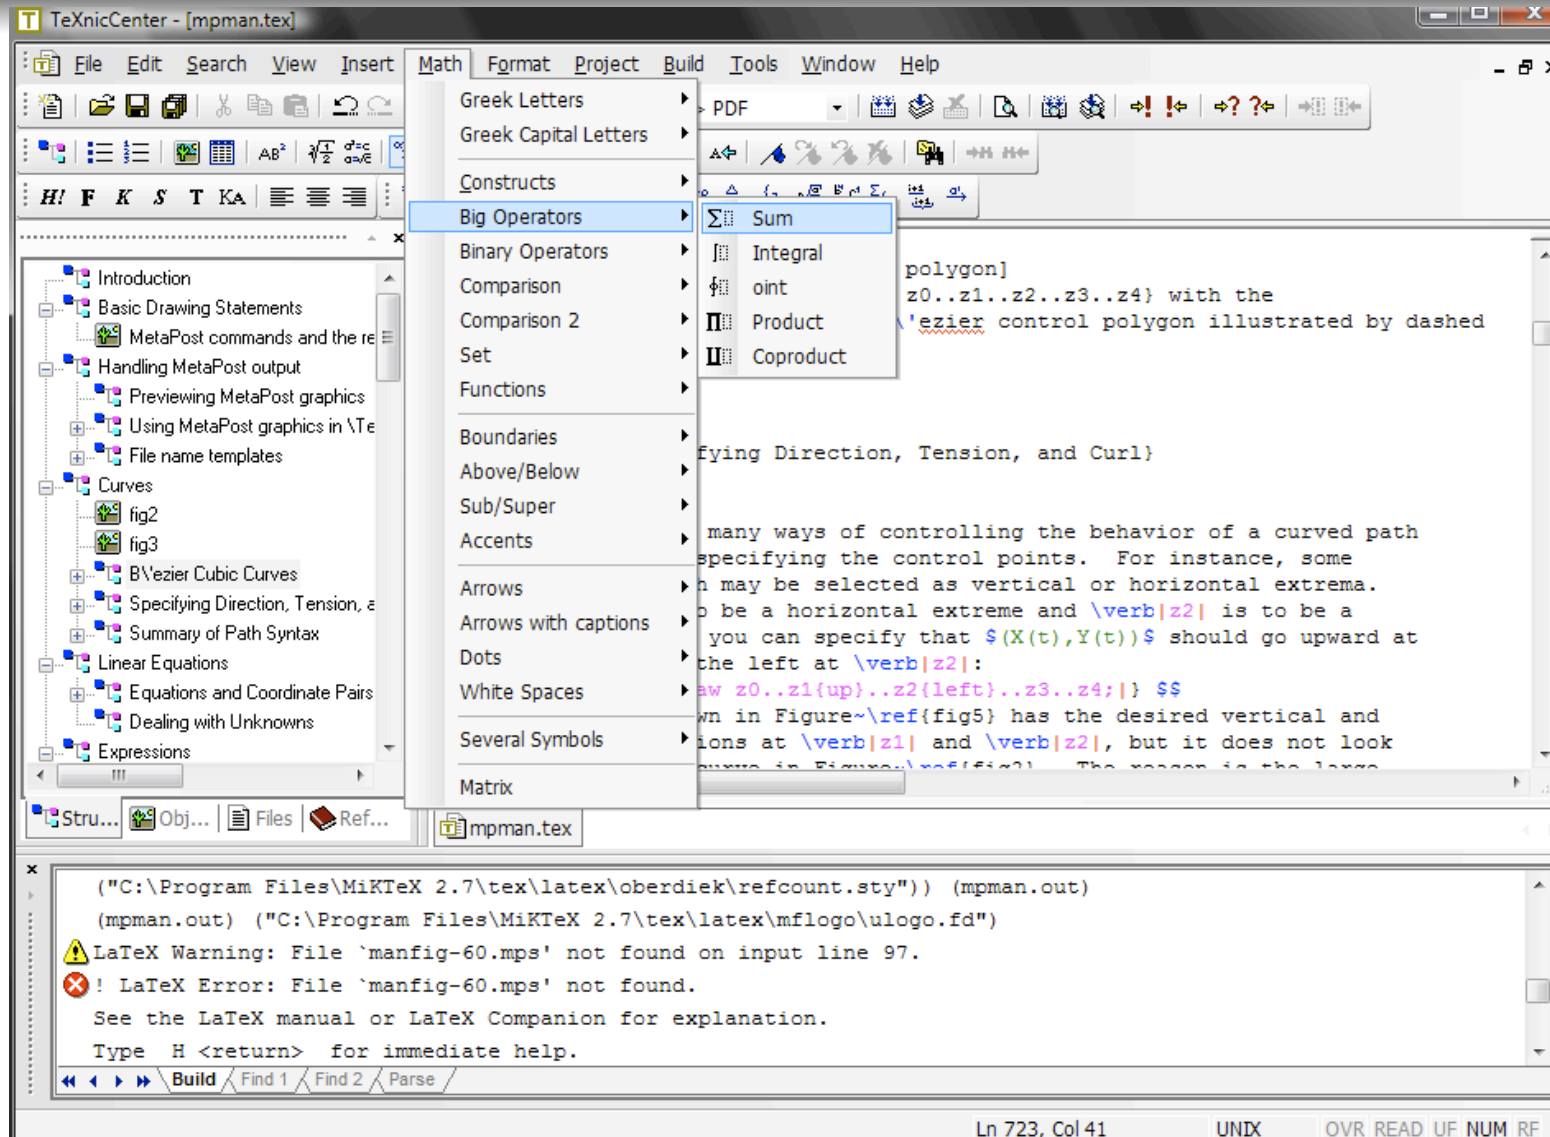 TeXnicCenter - [mpman.tex]
File Edit Search View Insert Math Format Project Build Tools Window Help
PDF
H! F K S T KA
Introduction
Basic Drawing Statements
MetaPost commands and the re
Handling MetaPost output
Previewing MetaPost graphics
Using MetaPost graphics in \Te
File name templates
Curves
fig2
fig3
B\'ezier Cubic Curves
Specifying Direction, Tension, a
Summary of Path Syntax
Linear Equations
Equations and Coordinate Pairs
Dealing with Unknowns
Expressions
Stru... Obj... Files Ref...
Greek Letters
Greek Capital Letters
Constructs
Big Operators
Binary Operators
Comparison
Comparison 2
Set
Functions
Boundaries
Above/Below
Sub/Super
Accents
Arrows
Arrows with captions
Dots
White Spaces
Several Symbols
Matrix
Sum
Integral
oint
Product
Coproduct
polygon]
z0..z1..z2..z3..z4} with the
\'ezier control polygon illustrated by dashed
fying Direction, Tension, and Curl}
many ways of controlling the behavior of a curved path
specifying the control points. For instance, some
h may be selected as vertical or horizontal extrema.
o be a horizontal extreme and \verb|z2| is to be a
you can specify that $(X(t),Y(t))$ should go upward at
the left at \verb|z2|:
aw z0..z1{up}..z2{left}..z3..z4;|} $$
wn in Figure~\ref{fig5} has the desired vertical and
ions at \verb|z1| and \verb|z2|, but it does not look
curve in Figure~\ref{fig2}. The reason is the large
mpman.tex
("C:\Program Files\MiKTeX 2.7\tex\latex\oberdiek\refcount.sty")) (mpman.out)
(mpman.out) ("C:\Program Files\MiKTeX 2.7\tex\latex\mflogo\ulogo.fd")
LaTeX Warning: File `manfig-60.mps' not found on input line 97.
! LaTeX Error: File `manfig-60.mps' not found.
See the LaTeX manual or LaTeX Companion for explanation.
Type H <return> for immediate help.
Build Find 1 Find 2 Parse
Ln 723, Col 41 UNIX OVR READ UF NUM RF